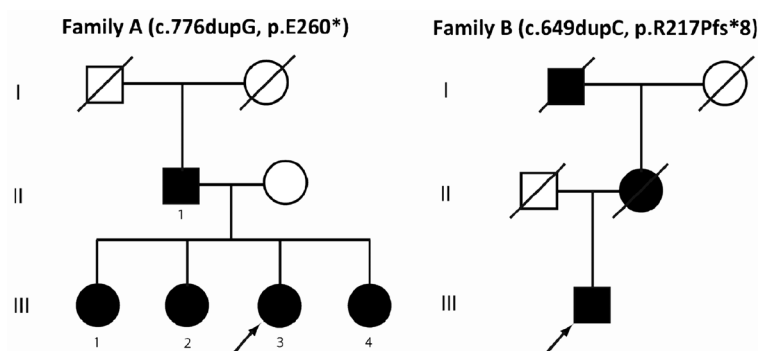 Family A (c.776dupG, p.E260*)
Family B (c.649dupC, p.R217Pfs*8)
I
I
II
1
II
III
1 2 3 4
III